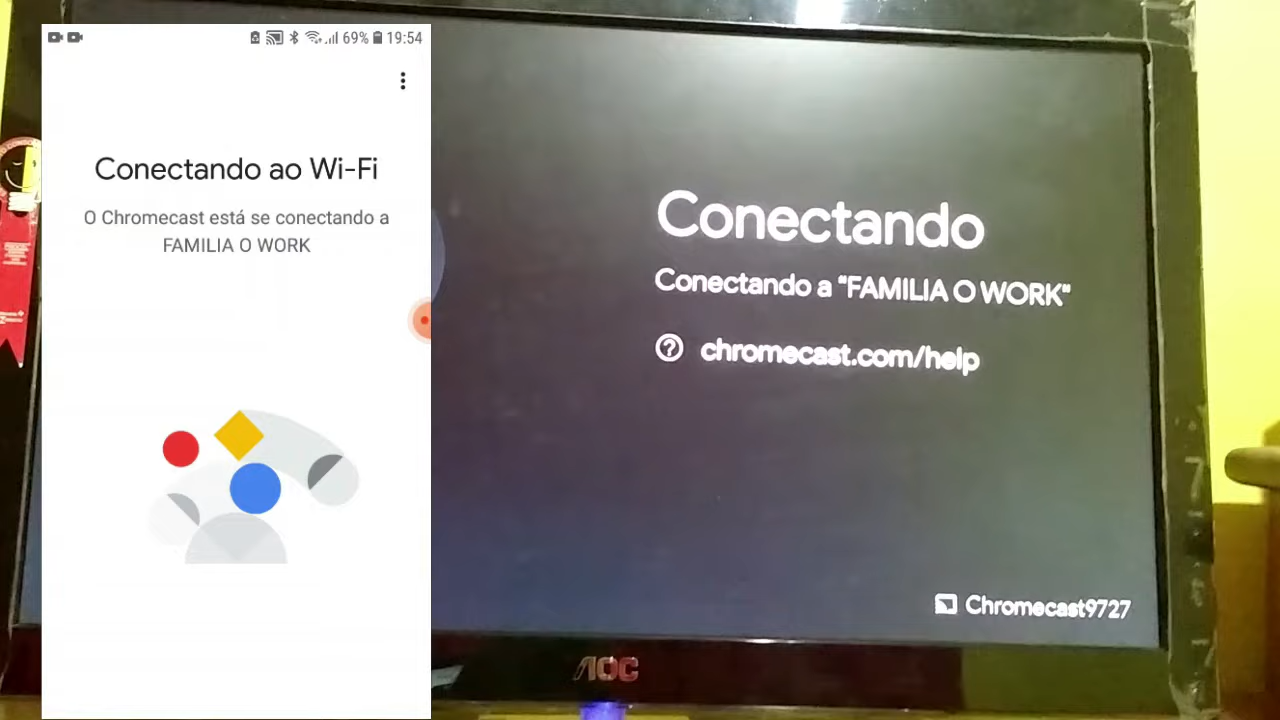 69% 19:54
Conectando ao Wi-Fi
O Chromecast está se conectando a
FAMILIA O WORK
Conectando
Conectando a "FAMILIA O WORK"
chromecast.com/help
Chromecast9727
AOC